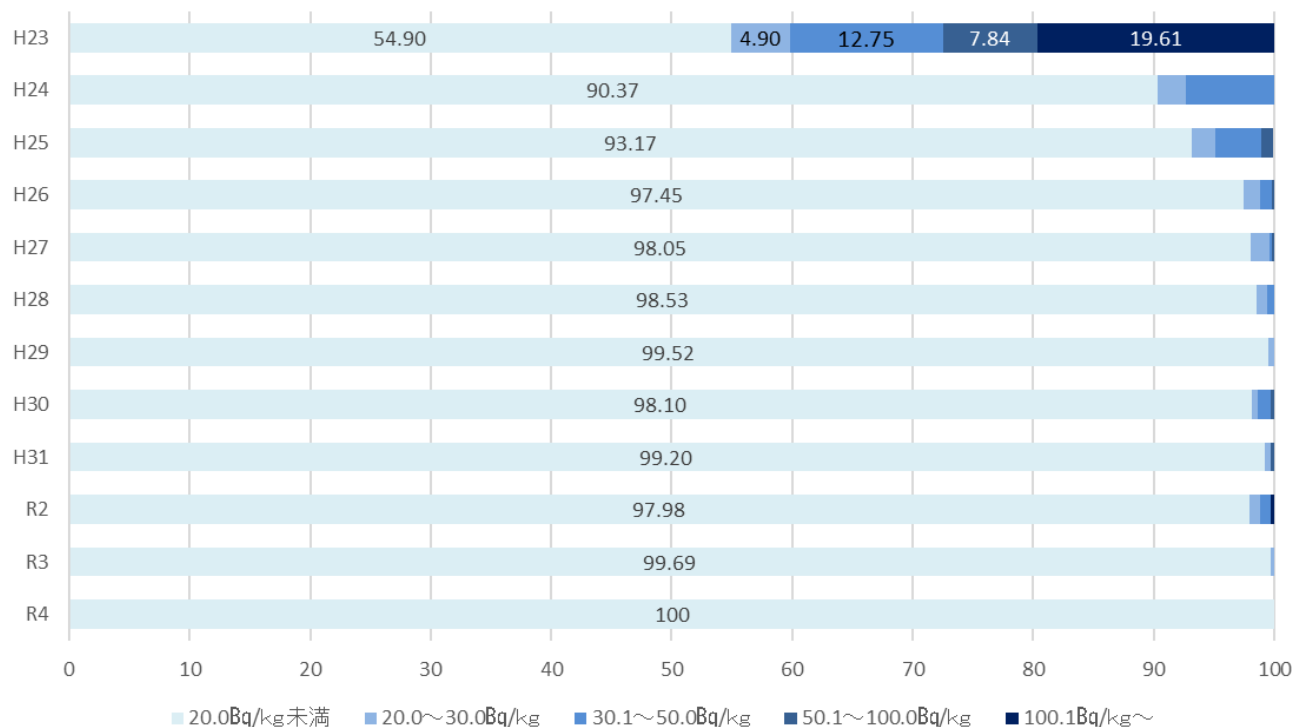 H23 54.90 4.90 12.75 7.84 19.61
H24 90.37
H25 93.17
H26 97.45
H27 98.05
H28 98.53
H29 99.52
H30 98.10
H31 99.20
R2 97.98
R3 99.69
R4 100
0 10 20 30 40 50 60 70 80 90 100
20.0Bq/kg未満 20.0～30.0Bq/kg 30.1～50.0Bq/kg 50.1～100.0Bq/kg 100.1Bq/kg～